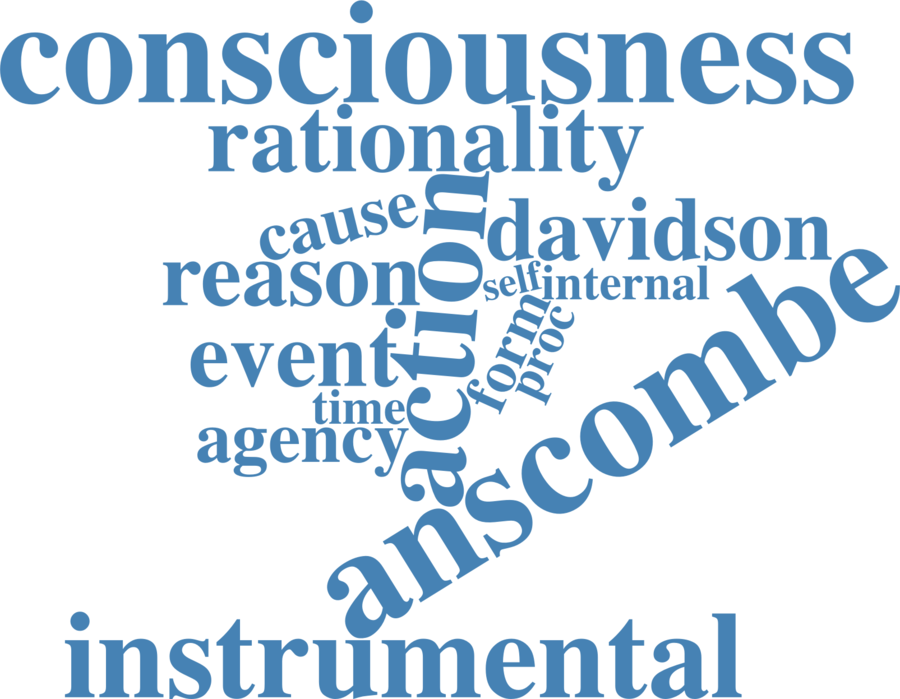 consciousness
rationality
cause
action
davidson
reason
self
internal
event
form
proc
time
agency
anscombe
instrumental